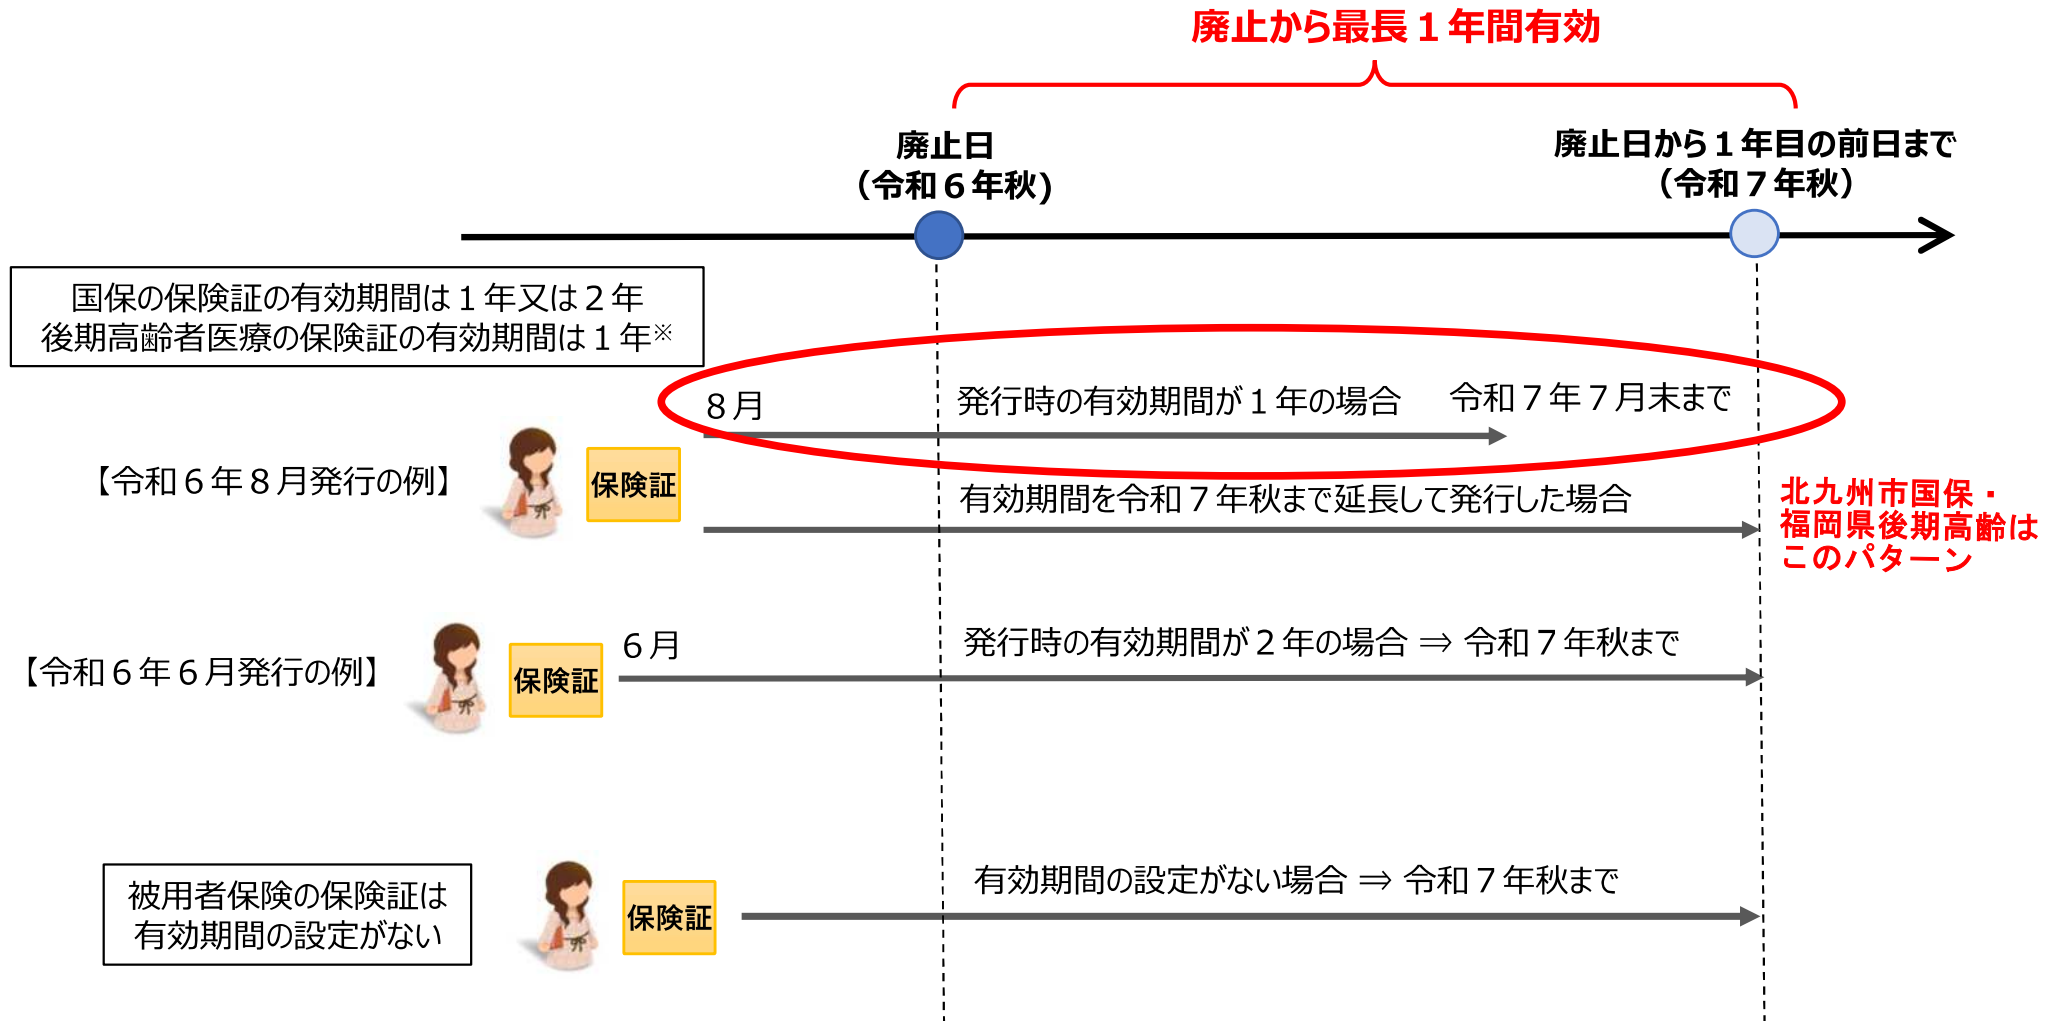 廃止から最長１年間有効
廃止日
（令和６年秋)
廃止日から１年目の前日まで
（令和７年秋）
国保の保険証の有効期間は１年又は２年
後期高齢者医療の保険証の有効期間は１年※
８月
発行時の有効期間が１年の場合
令和７年７月末まで
【令和６年８月発行の例】
保険証
有効期間を令和７年秋まで延長して発行した場合
北九州市国保・
福岡県後期高齢は
このパターン
【令和６年６月発行の例】
保険証
６月
発行時の有効期間が２年の場合 ⇒ 令和７年秋まで
被用者保険の保険証は
有効期間の設定がない
保険証
有効期間の設定がない場合 ⇒ 令和７年秋まで